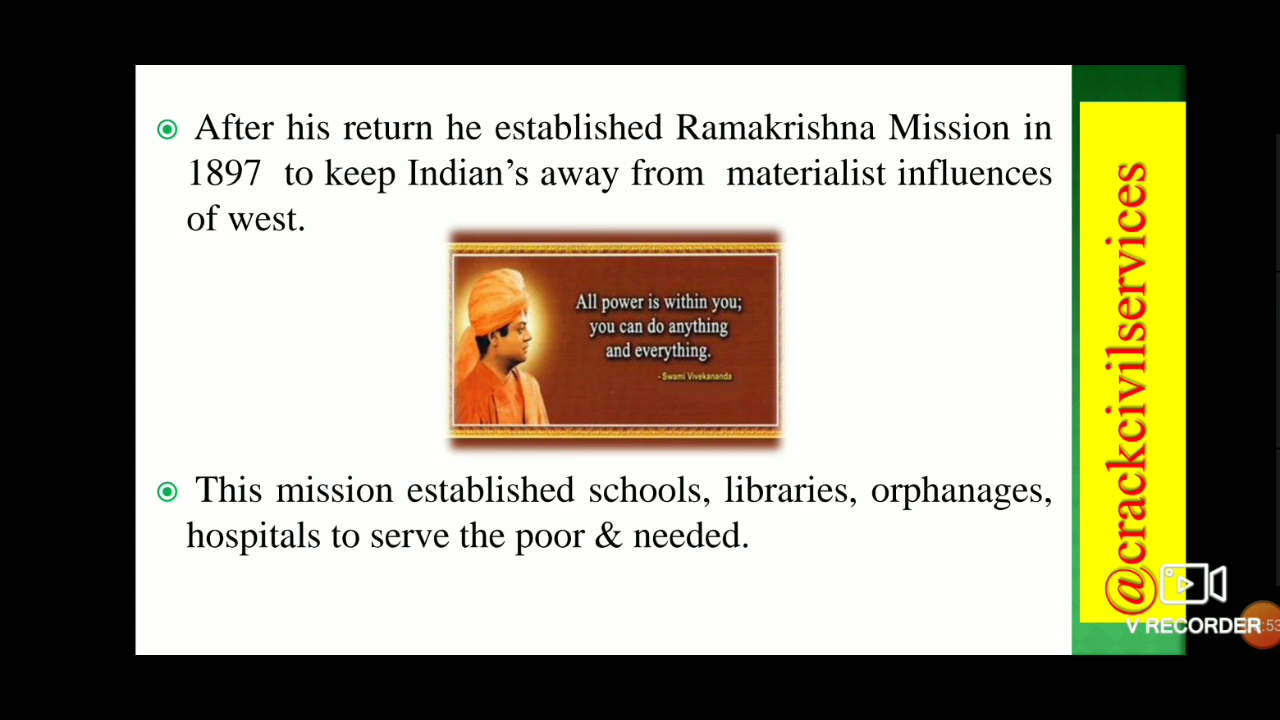 After his return he established Ramakrishna Mission in
1897 to keep Indian's away from materialist influences
of west.
All power is within you;
you can do anything
and everything.
- Swami Vivekananda
This mission established schools, libraries, orphanages,
hospitals to serve the poor & needed.
@crackcivilservices
V RECORDER
:53